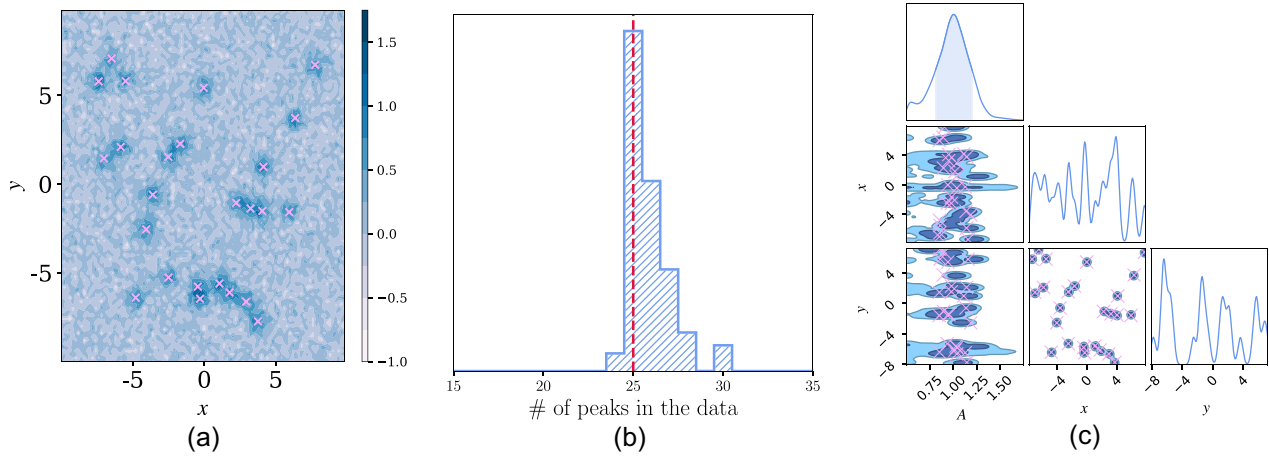 1.5
1.0
0.5
0.0
-0.5
-1.0
5
0
-5
y
-5 0 5
x
(a)
15 20 25 30 35
# of peaks in the data
(b)
4
0
−4
x
4
0
−4
−8
y
0.75 1.00 1.25 1.50
A
−4 0 4
x
−8 −4 0 4
y
(c)